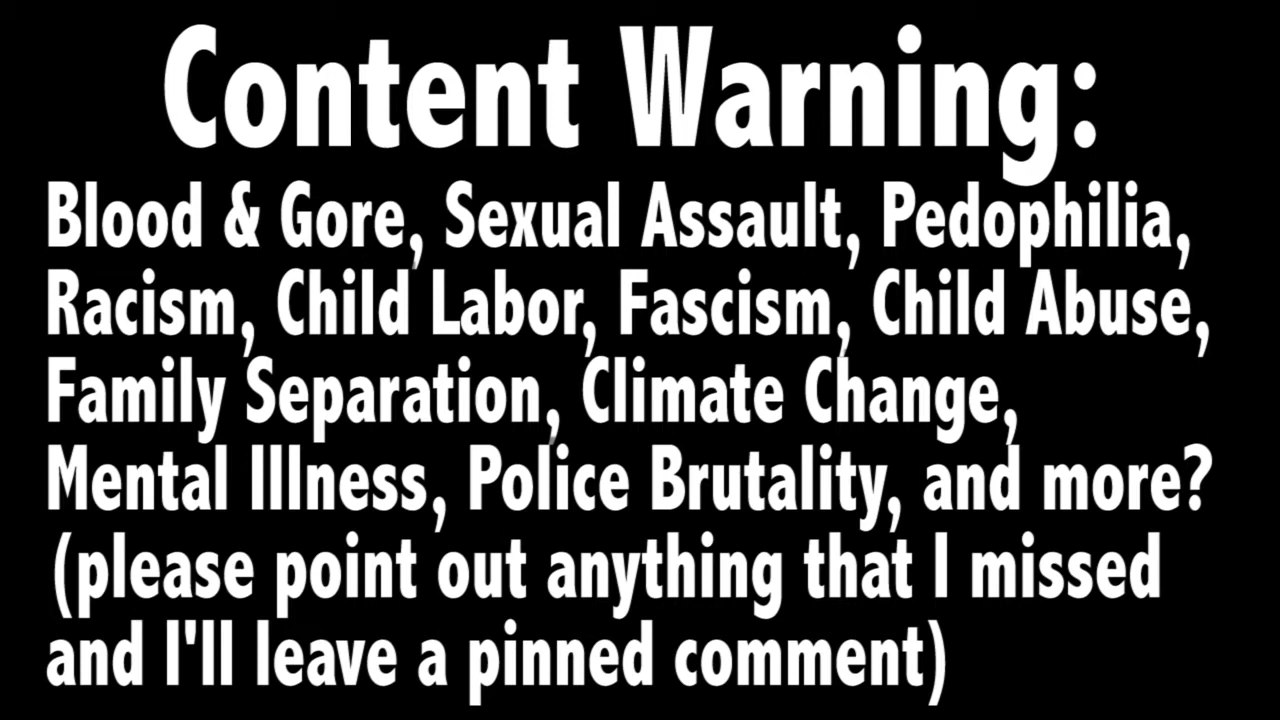 Content Warning:
Blood & Gore, Sexual Assault, Pedophilia,
Racism, Child Labor, Fascism, Child Abuse,
Family Separation, Climate Change,
Mental Illness, Police Brutality, and more?
(please point out anything that I missed
and I'll leave a pinned comment)